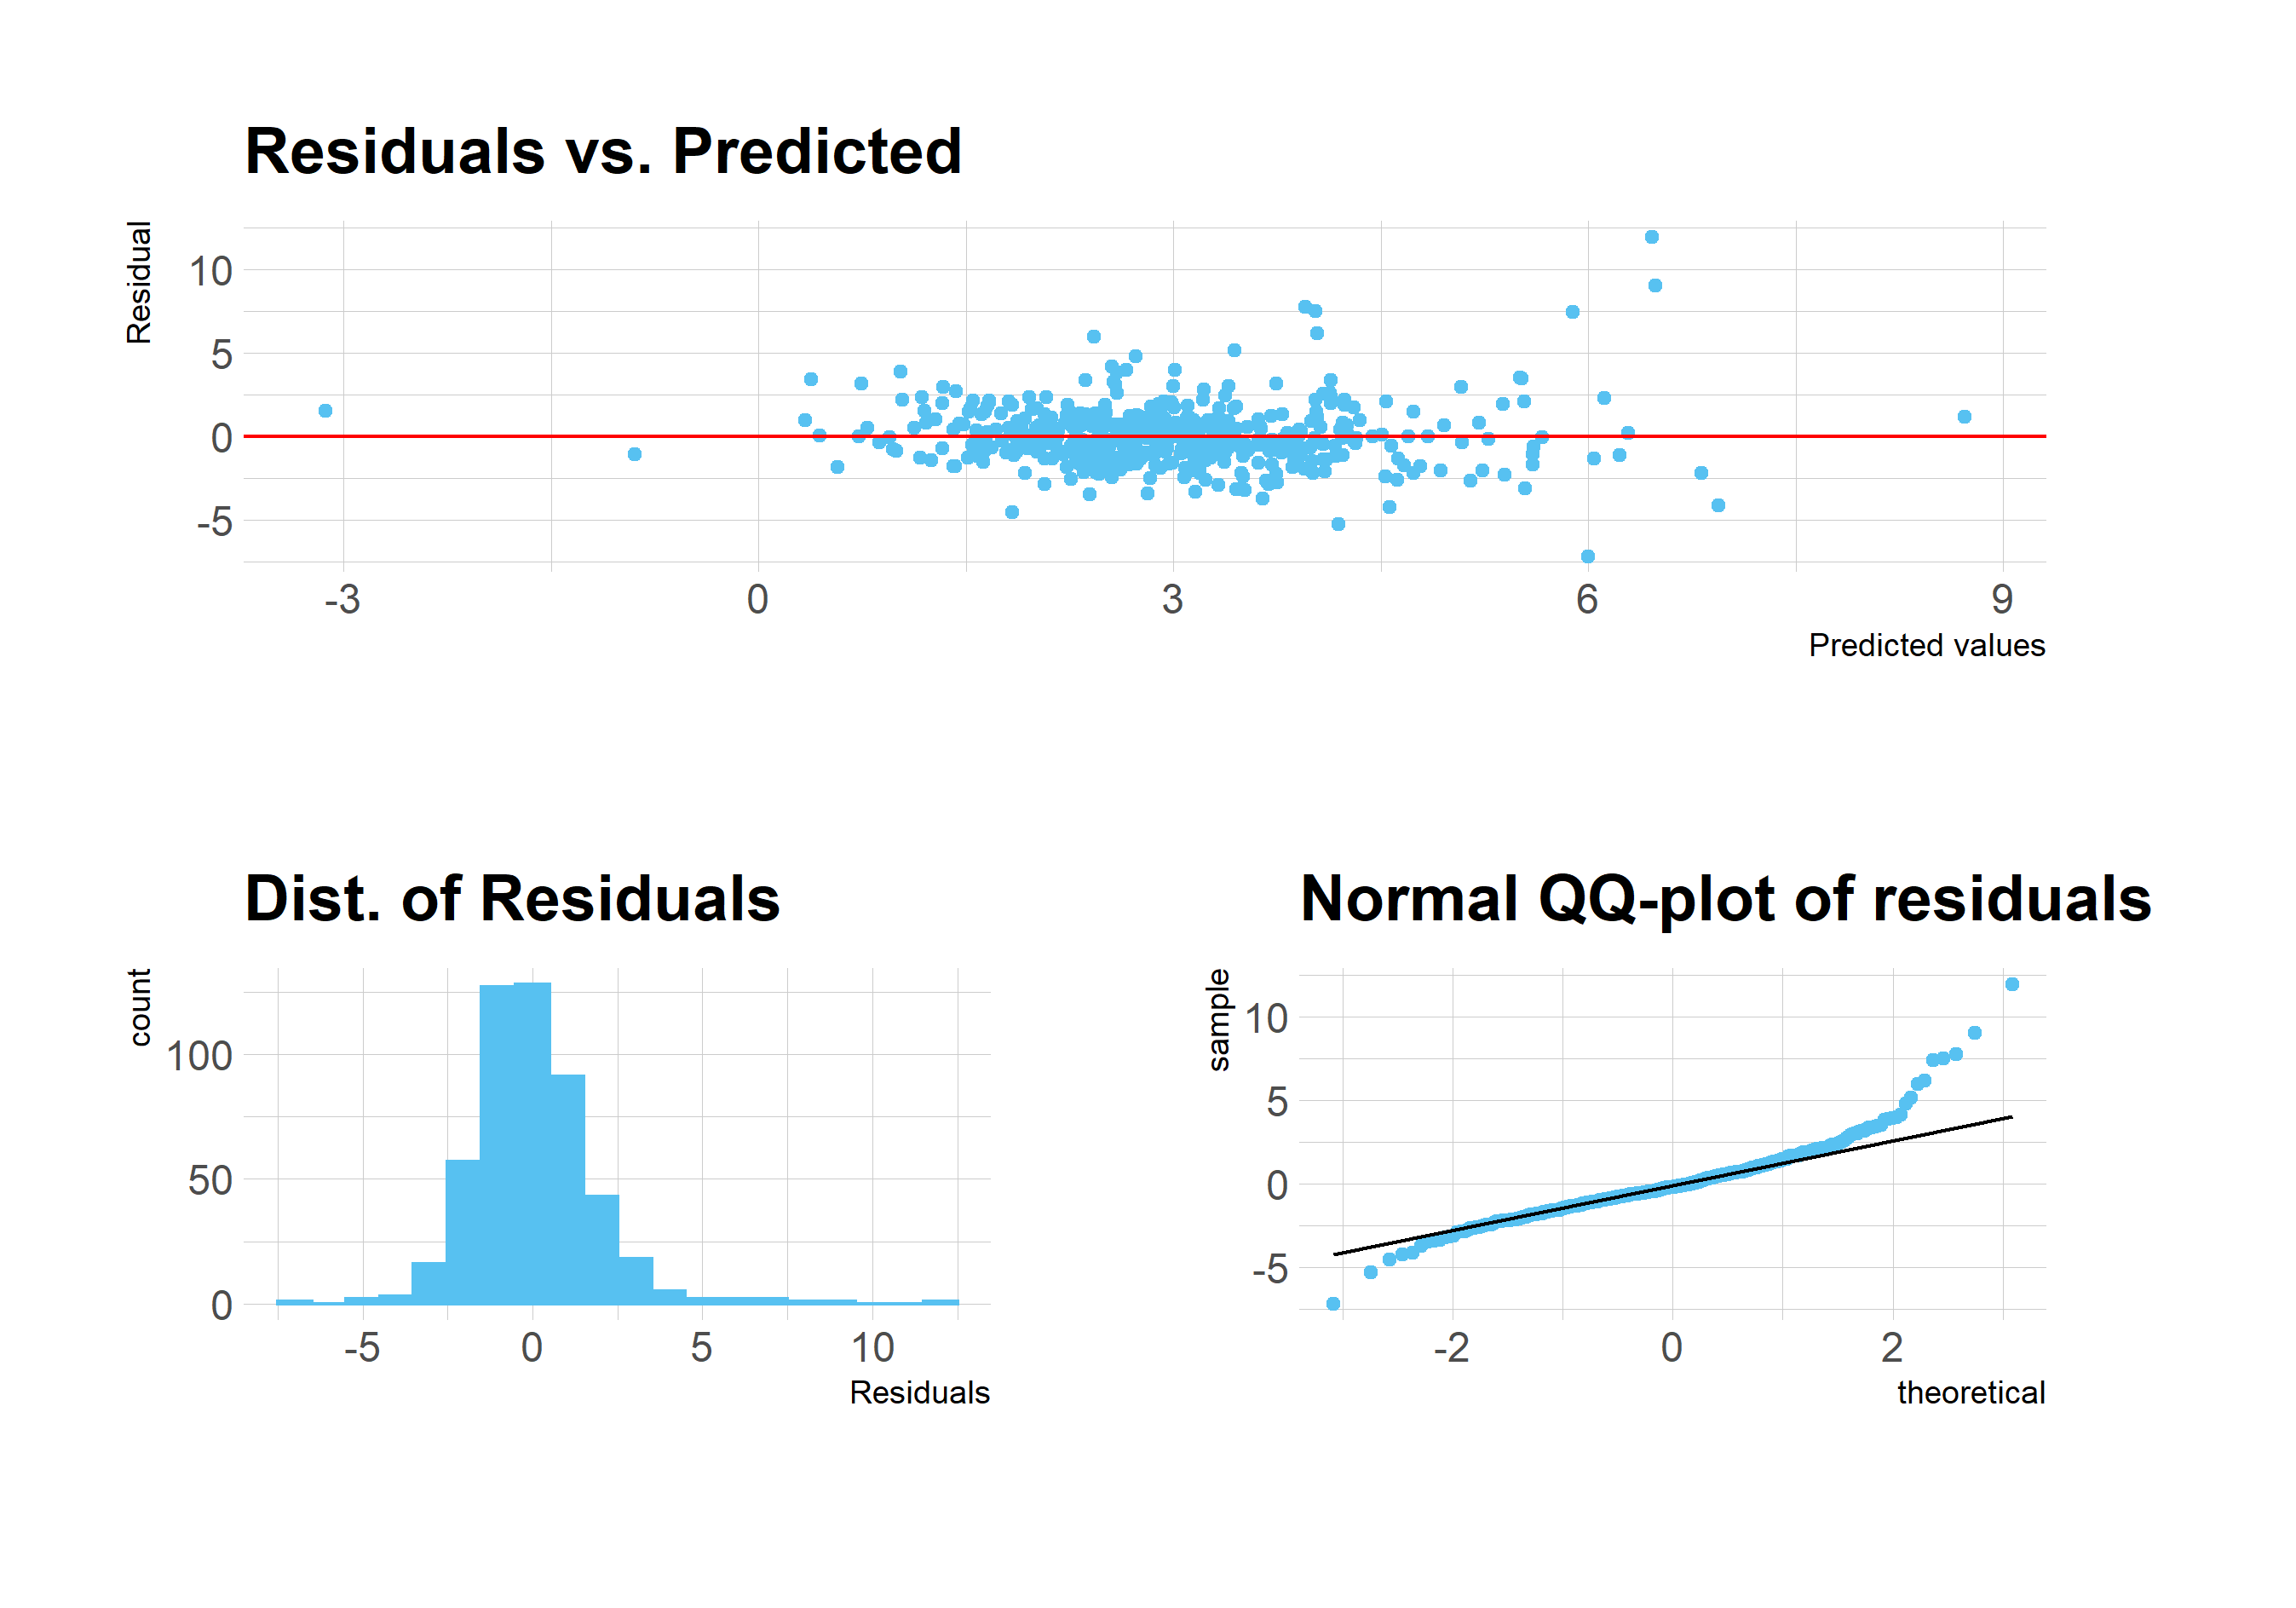 Residuals vs. Predicted
Residual
10
5
0
-5
-3 0 3 6 9
Predicted values
Dist. of Residuals
count
100
50
0
-5 0 5 10
Residuals
Normal QQ-plot of residuals
sample
10
5
0
-5
-2 0 2
theoretical